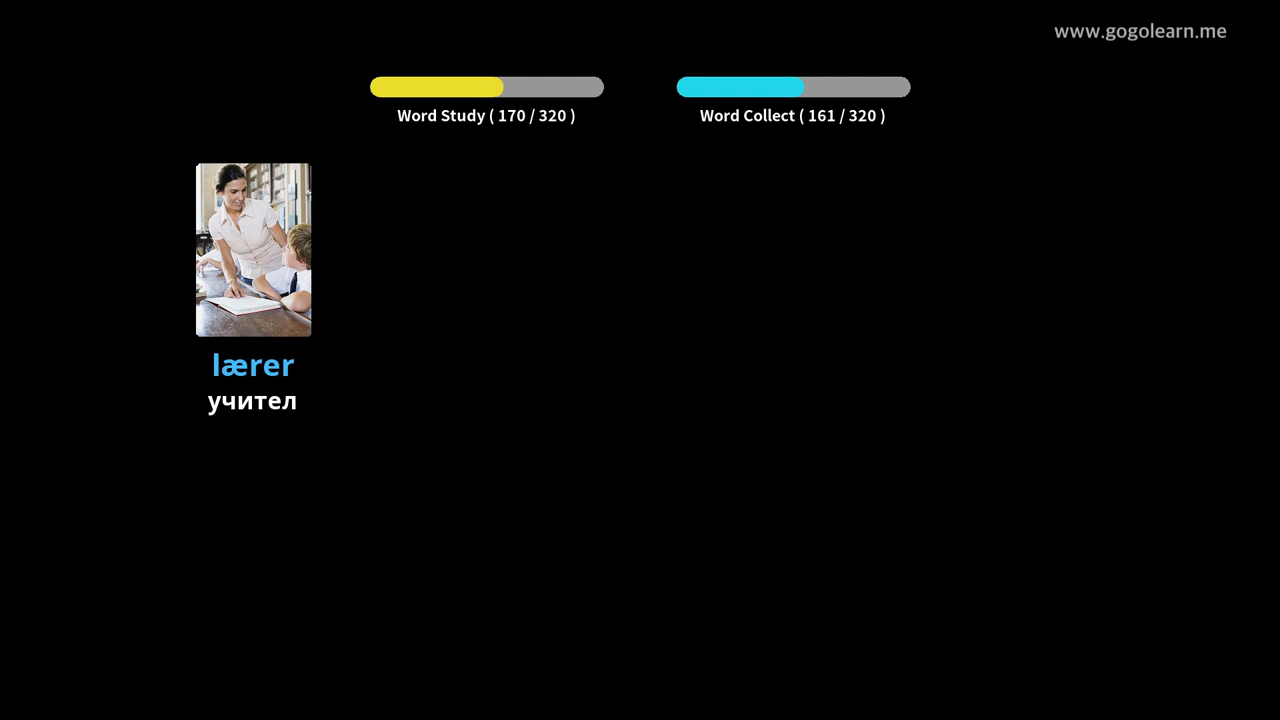 www.gogolearn.me
Word Study ( 170 / 320 )
Word Collect ( 161 / 320 )
lærer
учител